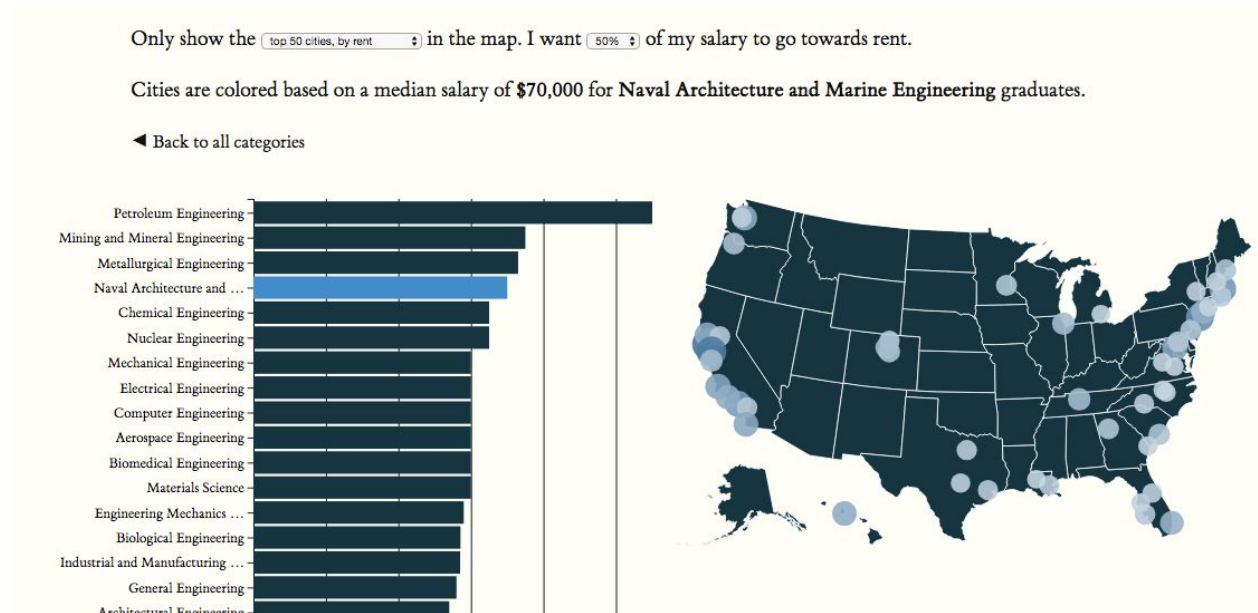 Only show the top 50 cities, by rent in the map. I want 50% of my salary to go towards rent.
Cities are colored based on a median salary of $70,000 for Naval Architecture and Marine Engineering graduates.
◀ Back to all categories
Petroleum Engineering
Mining and Mineral Engineering
Metallurgical Engineering
Naval Architecture and ...
Chemical Engineering
Nuclear Engineering
Mechanical Engineering
Electrical Engineering
Computer Engineering
Aerospace Engineering
Biomedical Engineering
Materials Science
Engineering Mechanics ...
Biological Engineering
Industrial and Manufacturing ...
General Engineering
Architectural Engineering